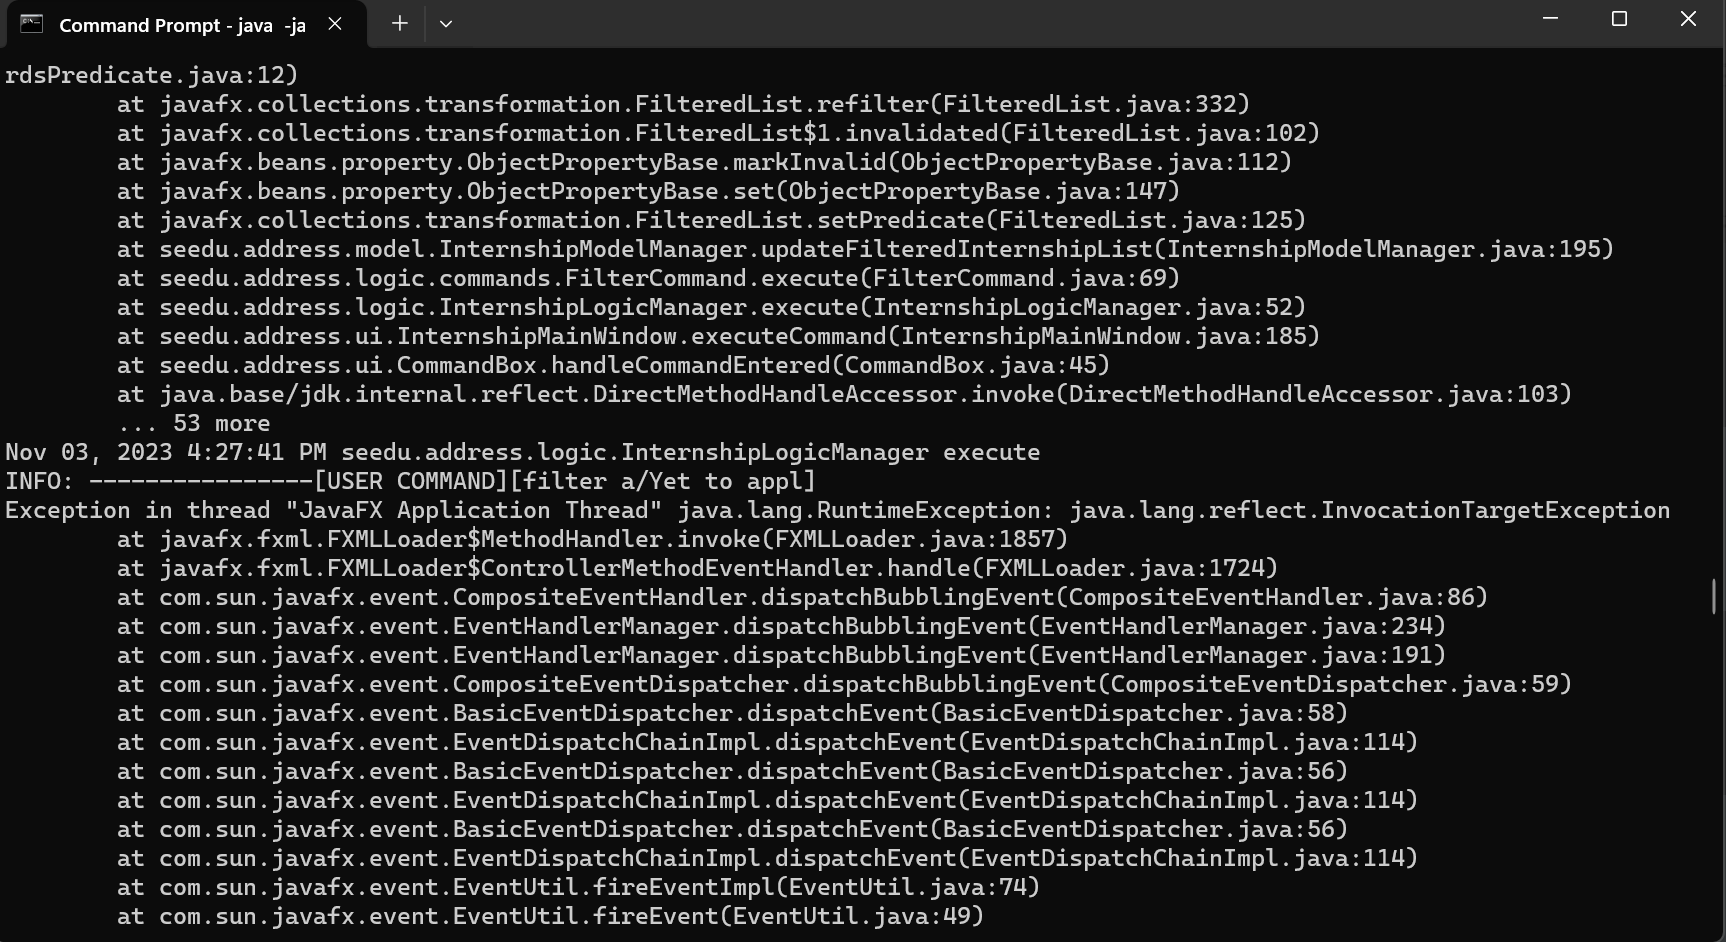 Command Prompt - java  -ja
rdsPredicate.java:12)
        at javafx.collections.transformation.FilteredList.refilter(FilteredList.java:332)
        at javafx.collections.transformation.FilteredList$1.invalidated(FilteredList.java:102)
        at javafx.beans.property.ObjectPropertyBase.markInvalid(ObjectPropertyBase.java:112)
        at javafx.beans.property.ObjectPropertyBase.set(ObjectPropertyBase.java:147)
        at javafx.collections.transformation.FilteredList.setPredicate(FilteredList.java:125)
        at seedu.address.model.InternshipModelManager.updateFilteredInternshipList(InternshipModelManager.java:195)
        at seedu.address.logic.commands.FilterCommand.execute(FilterCommand.java:69)
        at seedu.address.logic.InternshipLogicManager.execute(InternshipLogicManager.java:52)
        at seedu.address.ui.InternshipMainWindow.executeCommand(InternshipMainWindow.java:185)
        at seedu.address.ui.CommandBox.handleCommandEntered(CommandBox.java:45)
        at java.base/jdk.internal.reflect.DirectMethodHandleAccessor.invoke(DirectMethodHandleAccessor.java:103)
        ... 53 more
Nov 03, 2023 4:27:41 PM seedu.address.logic.InternshipLogicManager execute
INFO: ----------------[USER COMMAND][filter a/Yet to appl]
Exception in thread "JavaFX Application Thread" java.lang.RuntimeException: java.lang.reflect.InvocationTargetException
        at javafx.fxml.FXMLLoader$MethodHandler.invoke(FXMLLoader.java:1857)
        at javafx.fxml.FXMLLoader$ControllerMethodEventHandler.handle(FXMLLoader.java:1724)
        at com.sun.javafx.event.CompositeEventHandler.dispatchBubblingEvent(CompositeEventHandler.java:86)
        at com.sun.javafx.event.EventHandlerManager.dispatchBubblingEvent(EventHandlerManager.java:234)
        at com.sun.javafx.event.EventHandlerManager.dispatchBubblingEvent(EventHandlerManager.java:191)
        at com.sun.javafx.event.CompositeEventDispatcher.dispatchBubblingEvent(CompositeEventDispatcher.java:59)
        at com.sun.javafx.event.BasicEventDispatcher.dispatchEvent(BasicEventDispatcher.java:58)
        at com.sun.javafx.event.EventDispatchChainImpl.dispatchEvent(EventDispatchChainImpl.java:114)
        at com.sun.javafx.event.BasicEventDispatcher.dispatchEvent(BasicEventDispatcher.java:56)
        at com.sun.javafx.event.EventDispatchChainImpl.dispatchEvent(EventDispatchChainImpl.java:114)
        at com.sun.javafx.event.BasicEventDispatcher.dispatchEvent(BasicEventDispatcher.java:56)
        at com.sun.javafx.event.EventDispatchChainImpl.dispatchEvent(EventDispatchChainImpl.java:114)
        at com.sun.javafx.event.EventUtil.fireEventImpl(EventUtil.java:74)
        at com.sun.javafx.event.EventUtil.fireEvent(EventUtil.java:49)